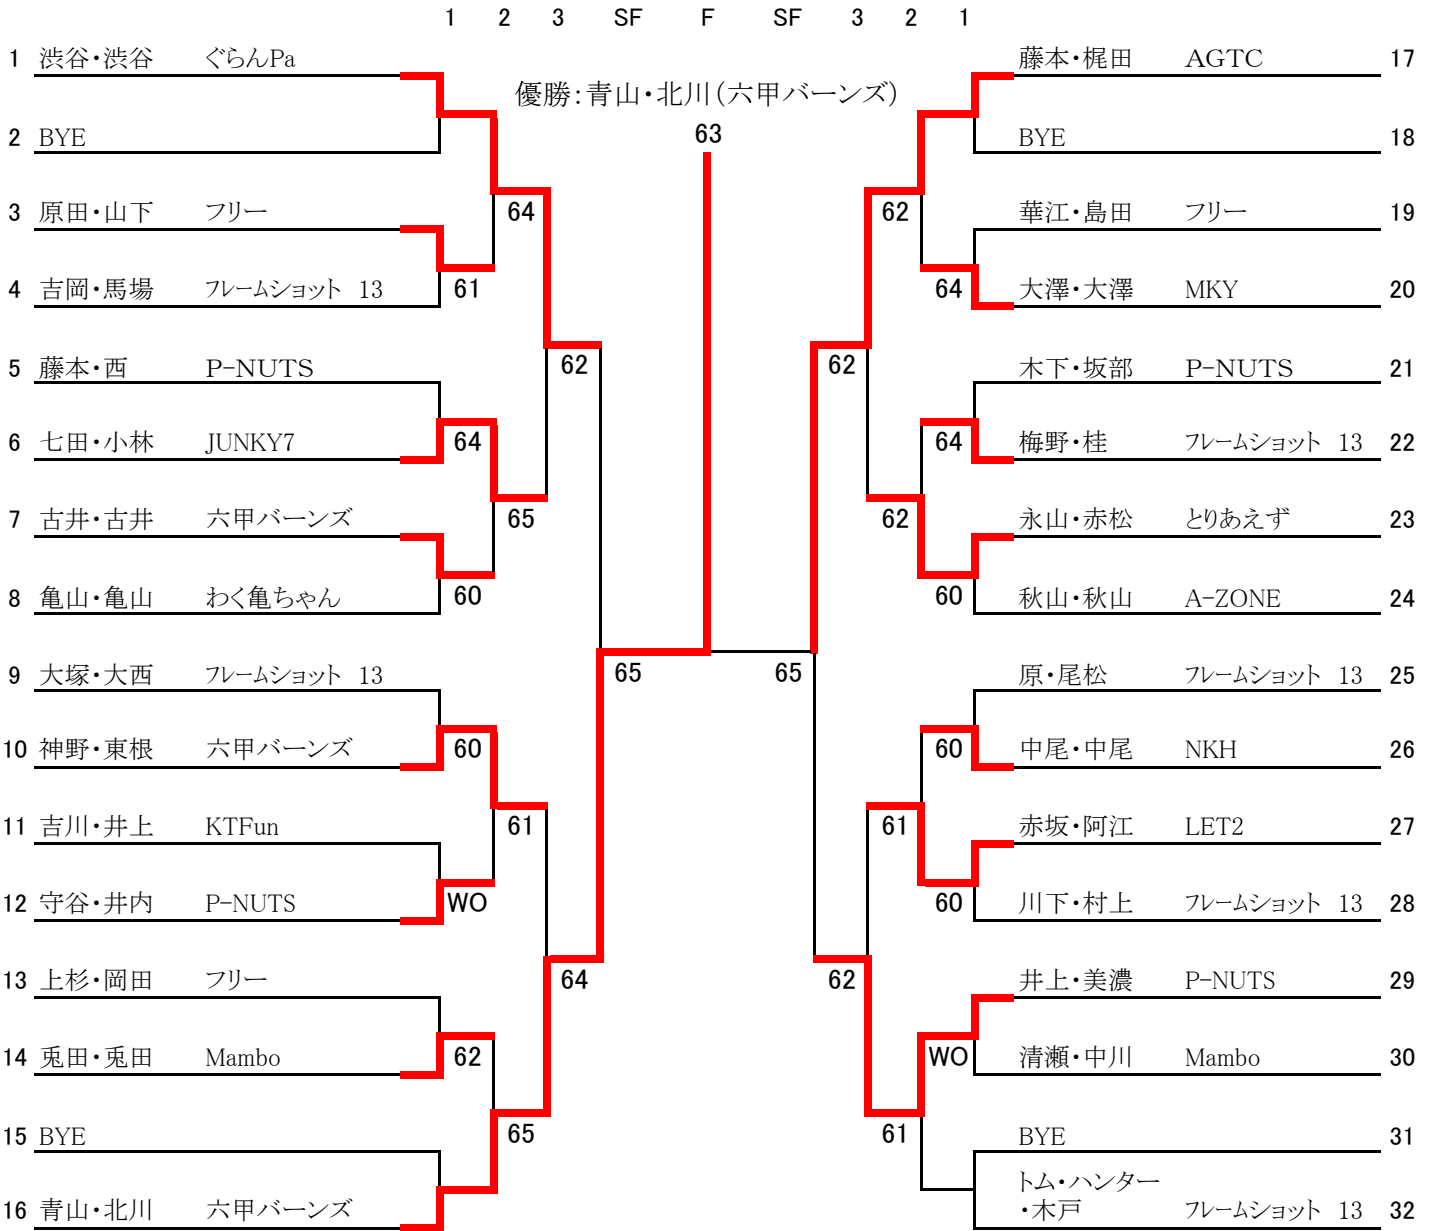 1 2 3 SF F SF 3 2 1
優勝：青山・北川（六甲バーンズ）
63
1 渋谷・渋谷 ぐらんPa
2 BYE
3 原田・山下 フリー
64
4 吉岡・馬場 フレームショット 13
61
5 藤本・西 P-NUTS
62
6 七田・小林 JUNKY7
64
7 古井・古井 六甲バーンズ
65
8 亀山・亀山 わく亀ちゃん
60
9 大塚・大西 フレームショット 13
65
10 神野・東根 六甲バーンズ
60
11 吉川・井上 KTFun
61
12 守谷・井内 P-NUTS
WO
13 上杉・岡田 フリー
64
14 兎田・兎田 Mambo
62
15 BYE
65
16 青山・北川 六甲バーンズ
藤本・梶田 AGTC 17
BYE 18
62
華江・島田 フリー 19
64
大澤・大澤 MKY 20
62
木下・坂部 P-NUTS 21
64
梅野・桂 フレームショット 13 22
62
永山・赤松 とりあえず 23
60
秋山・秋山 A-ZONE 24
65
原・尾松 フレームショット 13 25
60
中尾・中尾 NKH 26
61
赤坂・阿江 LET2 27
60
川下・村上 フレームショット 13 28
62
井上・美濃 P-NUTS 29
WO
清瀬・中川 Mambo 30
61
BYE 31
トム・ハンター
・木戸 フレームショット 13 32